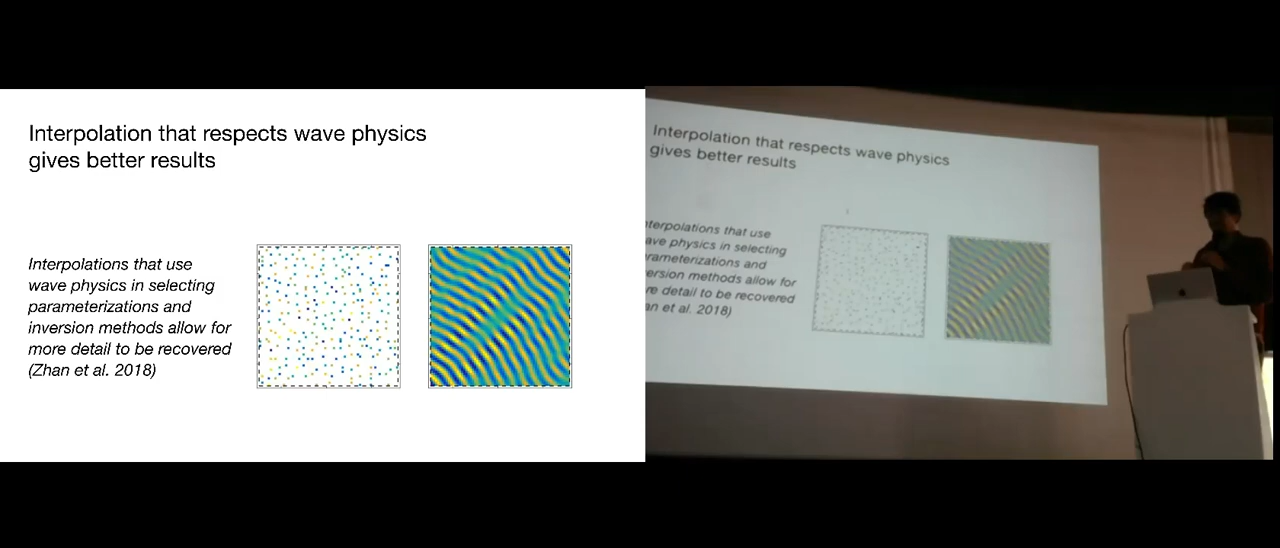 Interpolation that respects wave physics
gives better results
Interpolations that use
wave physics in selecting
parameterizations and
inversion methods allow for
more detail to be recovered
(Zhan et al. 2018)
Interpolation that respects wave physics
gives better results
nterpolations that use
ave physics in selecting
rameterizations and
ersion methods allow for
re detail to be recovered
an et al. 2018)